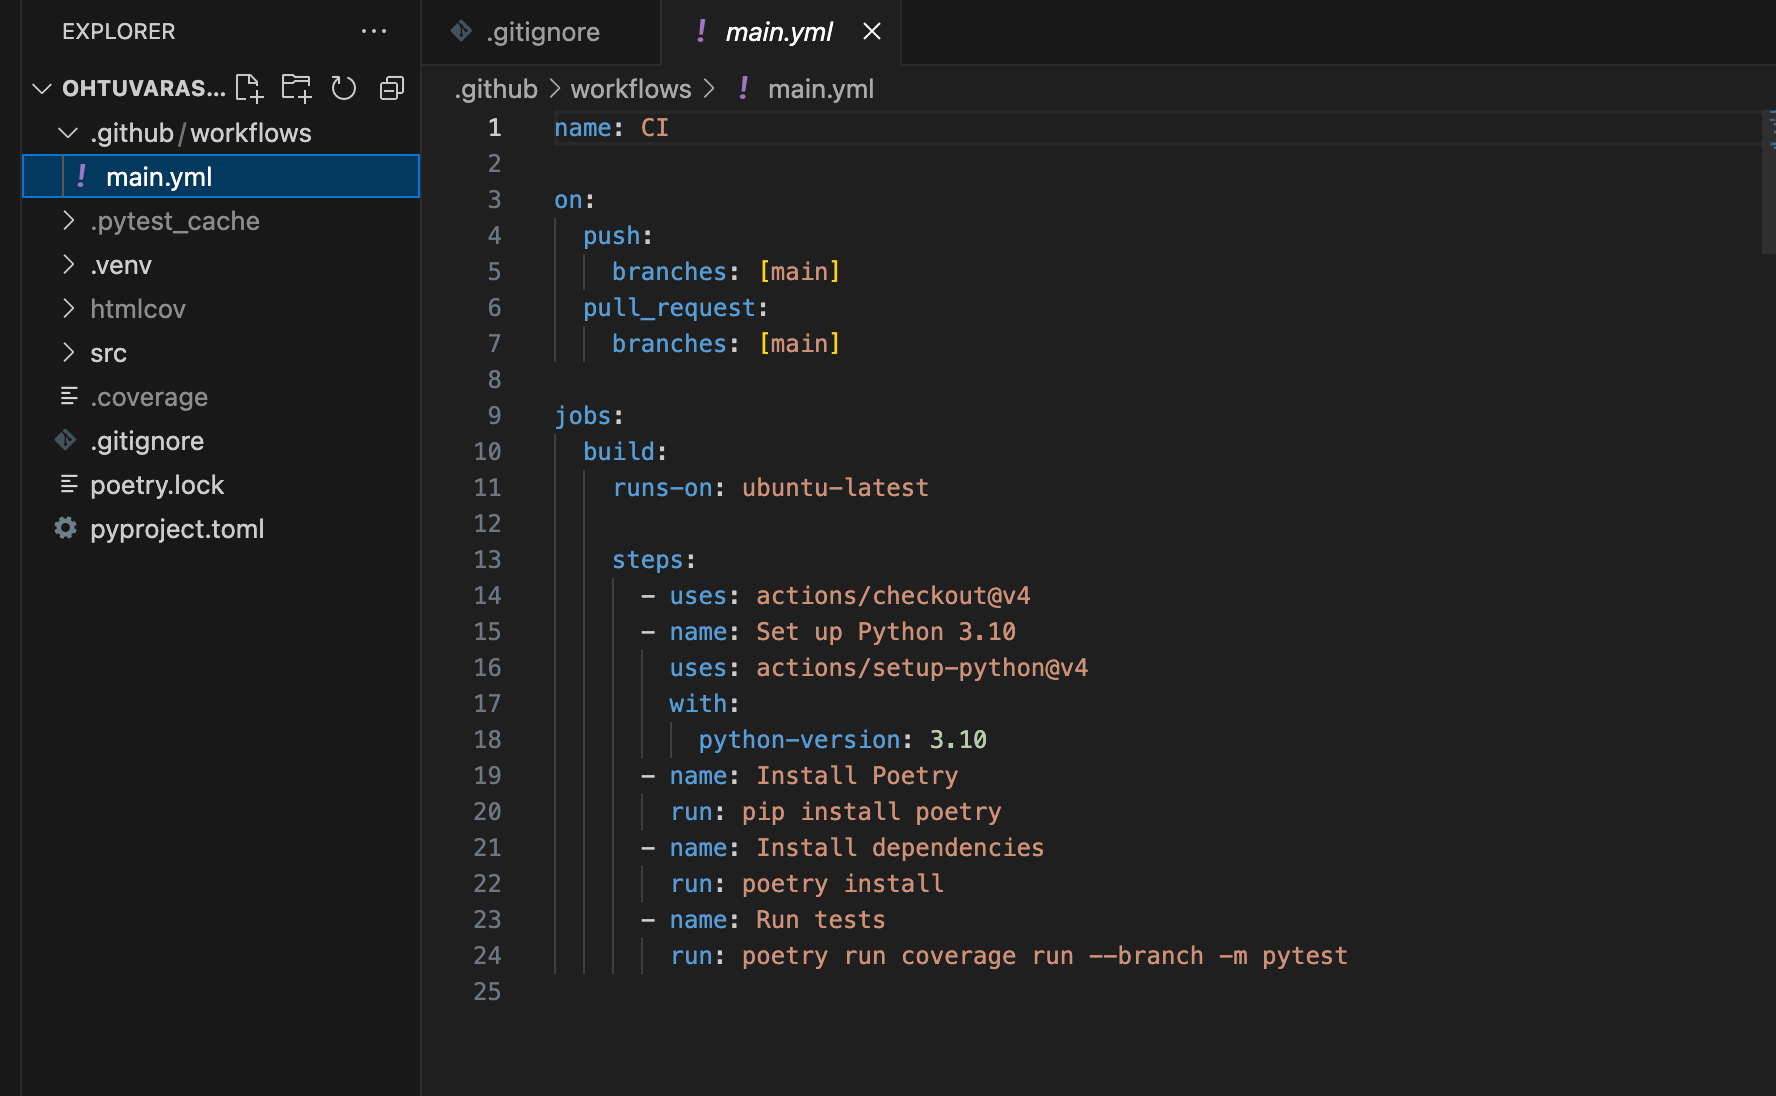 EXPLORER ...
OHTUVARAS...
.github/workflows
! main.yml
.pytest_cache
.venv
htmlcov
src
.coverage
.gitignore
poetry.lock
pyproject.toml
.gitignore
! main.yml
.github > workflows > ! main.yml
1 name: CI
2
3 on:
4 push:
5 branches: [main]
6 pull_request:
7 branches: [main]
8
9 jobs:
10 build:
11 runs-on: ubuntu-latest
12
13 steps:
14 - uses: actions/checkout@v4
15 - name: Set up Python 3.10
16 uses: actions/setup-python@v4
17 with:
18 python-version: 3.10
19 - name: Install Poetry
20 run: pip install poetry
21 - name: Install dependencies
22 run: poetry install
23 - name: Run tests
24 run: poetry run coverage run --branch -m pytest
25